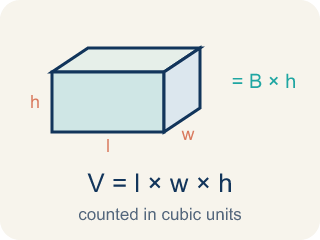 = B × h
h
w
l
V = l × w × h
counted in cubic units